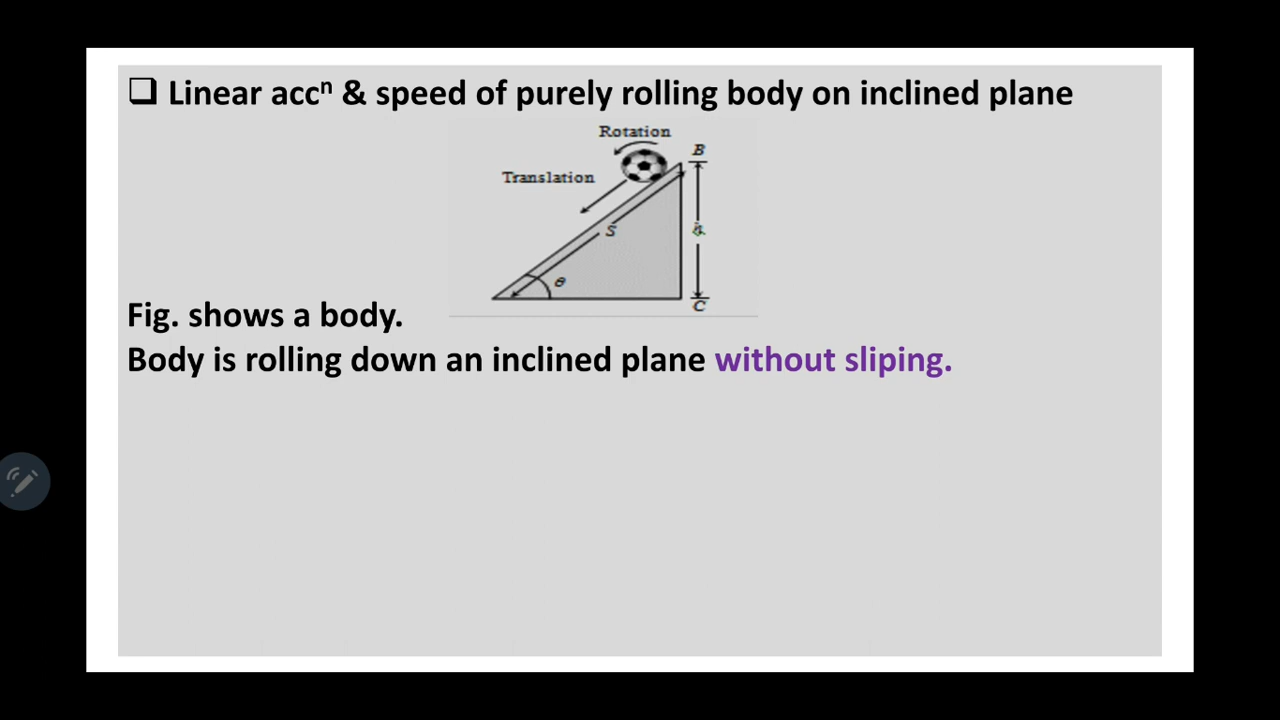 ❑ Linear accⁿ & speed of purely rolling body on inclined plane
Rotation
B
Translation
S
h
θ
C
Fig. shows a body.
Body is rolling down an inclined plane without sliping.